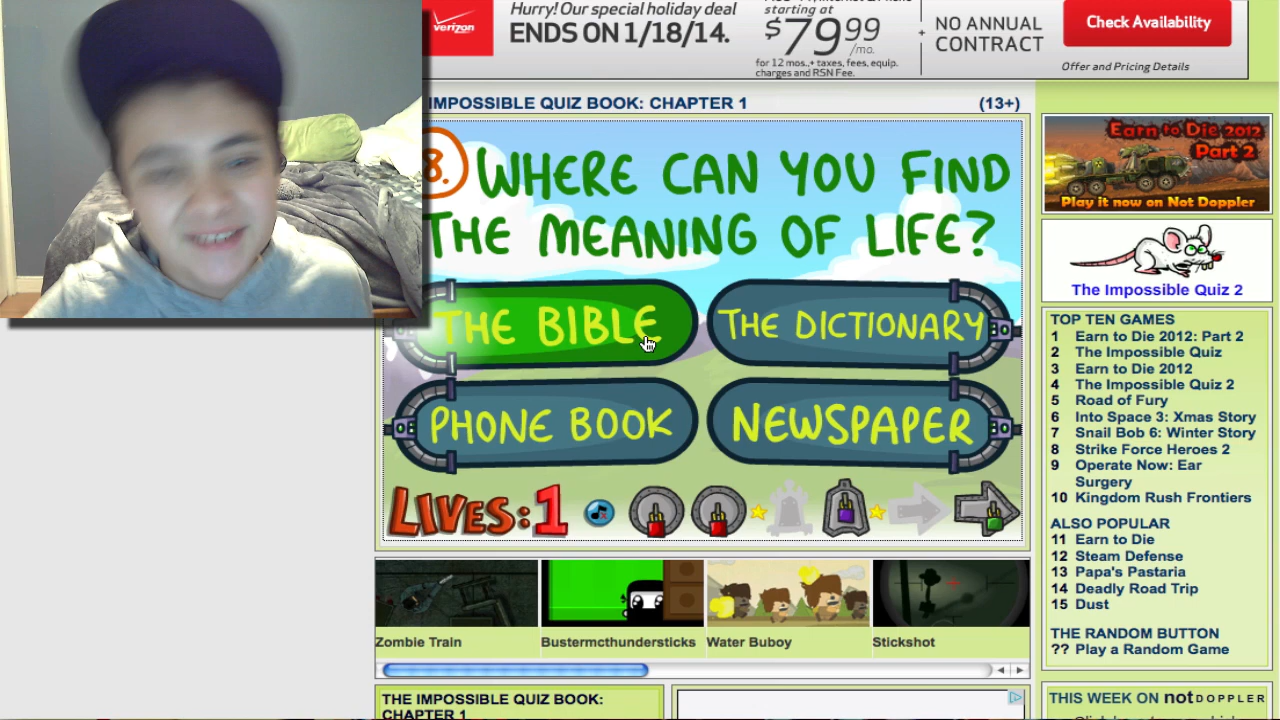 verizon
Hurry! Our special holiday deal
ENDS ON 1/18/14.
starting at
$79.99
/mo.
for 12 mos.,+ taxes, fees, equip.
charges and RSN Fee.
+
NO ANNUAL
CONTRACT
Check Availability
Offer and Pricing Details
IMPOSSIBLE QUIZ BOOK: CHAPTER 1
(13+)
8. WHERE CAN YOU FIND
THE MEANING OF LIFE?
THE BIBLE
THE DICTIONARY
PHONE BOOK
NEWSPAPER
LIVES: 1
Zombie Train
Bustermcthundersticks
Water Buboy
Stickshot
THE IMPOSSIBLE QUIZ BOOK:
CHAPTER 1
Earn to Die 2012
Part 2
Play it now on Not Doppler
The Impossible Quiz 2
TOP TEN GAMES
1 Earn to Die 2012: Part 2
2 The Impossible Quiz
3 Earn to Die 2012
4 The Impossible Quiz 2
5 Road of Fury
6 Into Space 3: Xmas Story
7 Snail Bob 6: Winter Story
8 Strike Force Heroes 2
9 Operate Now: Ear
Surgery
10 Kingdom Rush Frontiers
ALSO POPULAR
11 Earn to Die
12 Steam Defense
13 Papa's Pastaria
14 Deadly Road Trip
15 Dust
THE RANDOM BUTTON
?? Play a Random Game
THIS WEEK ON notDOPPLER